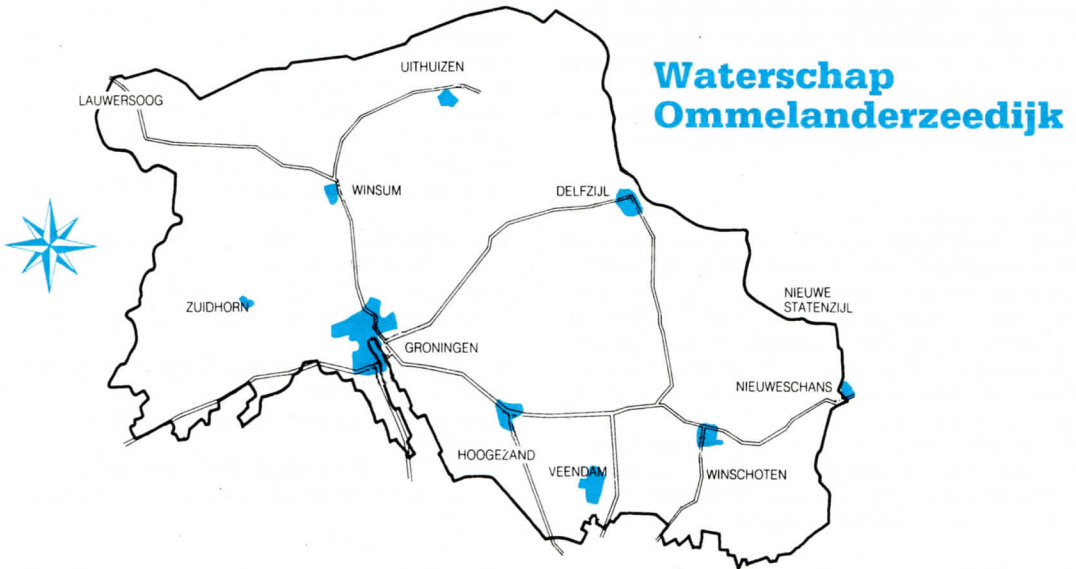 Waterschap
Ommelanderzeedijk
UITHUIZEN
LAUWERSOOG
WINSUM
DELFZIJL
ZUIDHORN
NIEUWE
STATENZIJL
GRONINGEN
NIEUWESCHANS
HOOGEZAND
VEENDAM
WINSCHOTEN